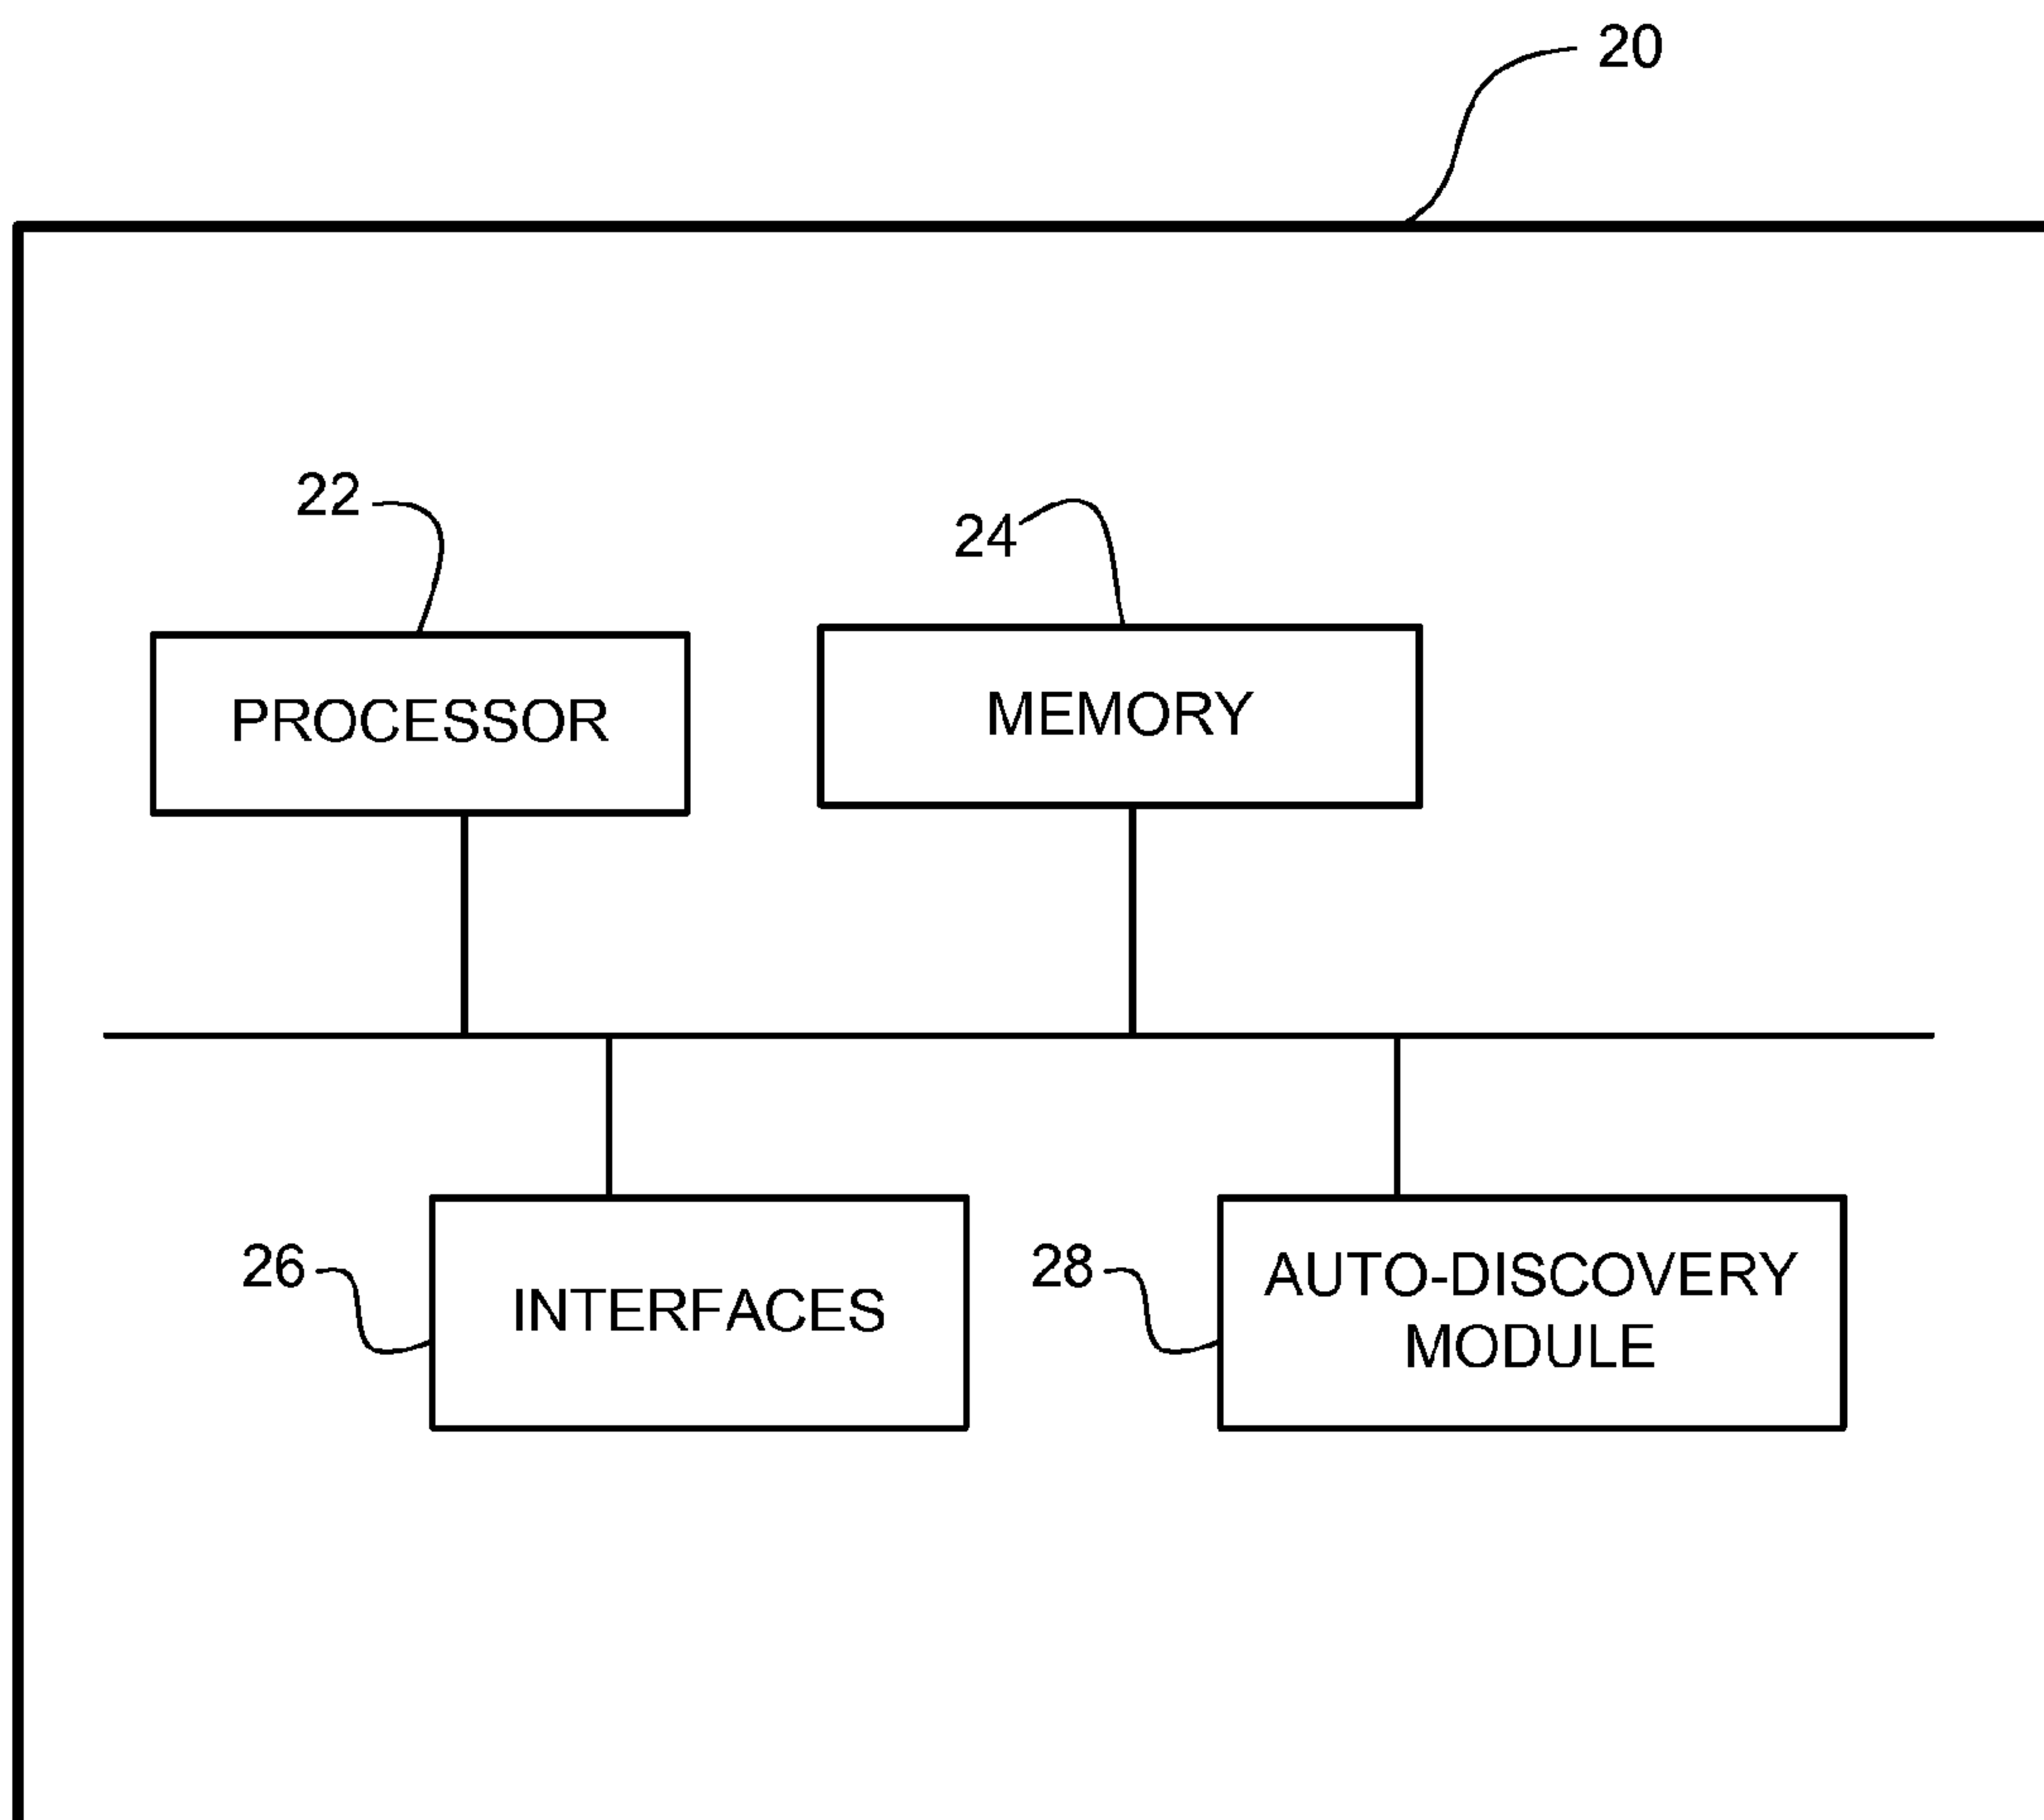 20
22
24
PROCESSOR
MEMORY
26
INTERFACES
28
AUTO-DISCOVERY
MODULE